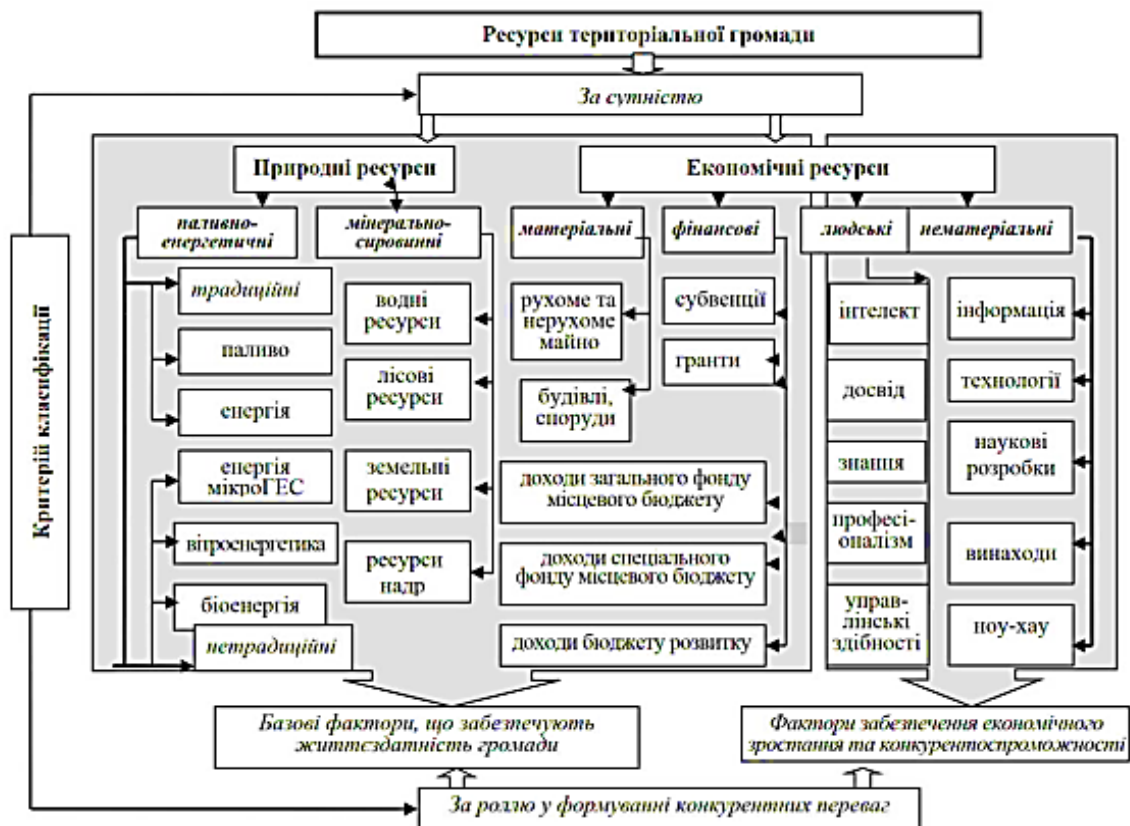 Ресурси територіальної громади
За сутністю
Природні ресурси
Економічні ресурси
паливно-
енергетичні
мінерально-
сировинні
матеріальні
фінансові
людські
нематеріальні
Критерій класифікації
традиційні
паливо
енергія
енергія
мікроГЕС
вітроенергетика
біоенергія
нетрадиційні
водні
ресурси
лісові
ресурси
земельні
ресурси
ресурси
надр
рухоме та
нерухоме
майно
будівлі,
споруди
субвенції
гранти
доходи загального фонду
місцевого бюджету
доходи спеціального
фонду місцевого бюджету
доходи бюджету розвитку
інтелект
досвід
знання
професі-
оналізм
управ-
лінські
здібності
інформація
технології
наукові
розробки
винаходи
ноу-хау
Базові фактори, що забезпечують
життєздатність громади
Фактори забезпечення економічного
зростання та конкурентоспроможності
За роллю у формуванні конкурентних переваг